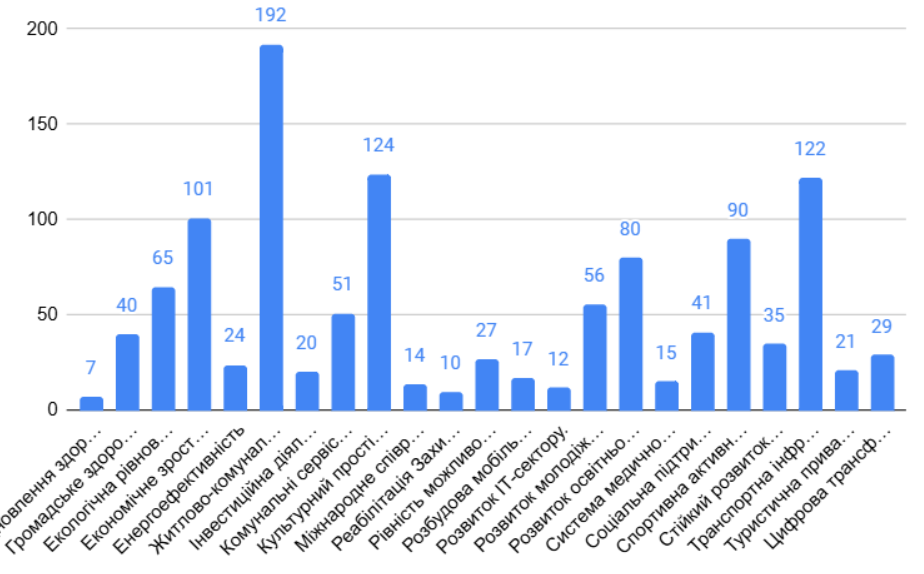 200
150
100
50
0
7
40
65
101
24
192
20
51
124
14
10
27
17
12
56
80
15
41
90
35
122
21
29
новлення здор...
Громадське здоро...
Екологічна рівнов...
Економічне зрост...
Енергоефективність
Житлово-комунал...
Інвестиційна діял...
Комунальні сервіс...
Культурний прості...
Міжнародне співр...
Реабілітація Захи...
Рівність можливо...
Розбудова мобіль...
Розвиток ІТ-сектору.
Розвиток молодіж...
Розвиток освітньо...
Система медично...
Соціальна підтри...
Спортивна активн...
Стійкий розвиток...
Транспортна інфр...
Туристична прива...
Цифрова трансф...